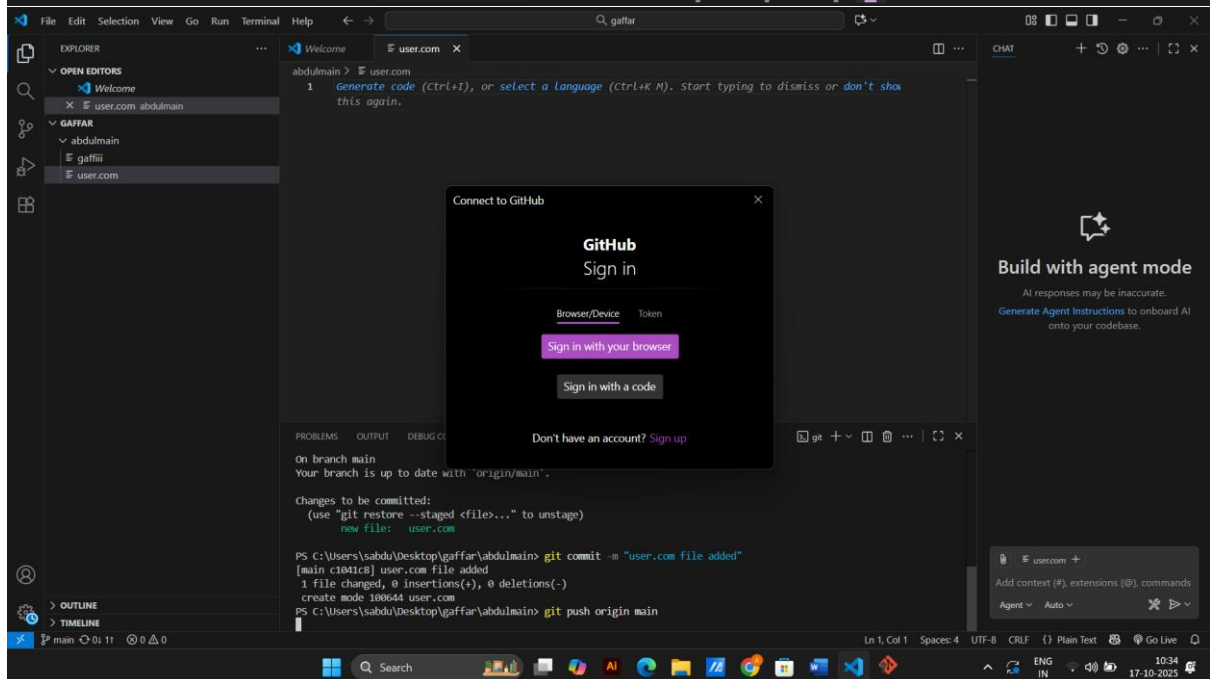 File Edit Selection View Go Run Terminal Help
gaffar
EXPLORER
OPEN EDITORS
Welcome
user.com abdulmain
GAFFAR
abdulmain
gaffiii
user.com
OUTLINE
TIMELINE
Welcome
user.com
abdulmain > user.com
1 Generate code (Ctrl+I), or select a language (Ctrl+K M). Start typing to dismiss or don't show
this again.
Connect to GitHub
GitHub
Sign in
Browser/Device Token
Sign in with your browser
Sign in with a code
Don't have an account? Sign up
PROBLEMS OUTPUT DEBUG CO
git
On branch main
Your branch is up to date with 'origin/main'.
Changes to be committed:
(use "git restore --staged <file>..." to unstage)
new file: user.com
PS C:\Users\sabdu\Desktop\gaffar\abdulmain> git commit -m "user.com file added"
[main c1041c8] user.com file added
1 file changed, 0 insertions(+), 0 deletions(-)
create mode 100644 user.com
PS C:\Users\sabdu\Desktop\gaffar\abdulmain> git push origin main
CHAT
Build with agent mode
AI responses may be inaccurate.
Generate Agent Instructions to onboard AI
onto your codebase.
user.com +
Add context (#), extensions (@), commands
Agent Auto
main 0↓ 1↑ 0 0
Ln 1, Col 1 Spaces: 4 UTF-8 CRLF {} Plain Text Go Live
Search
Ai
ENG
IN
10:34
17-10-2025